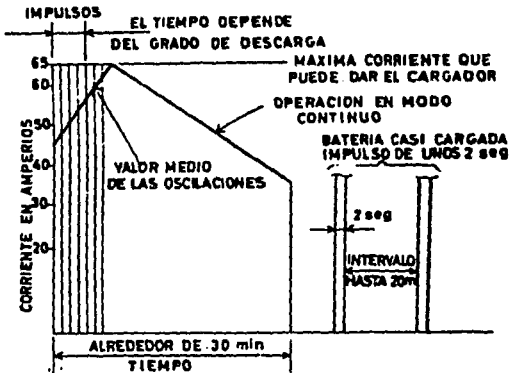 IMPULSOS
EL TIEMPO DEPENDE
DEL GRADO DE DESCARGA
MAXIMA CORRIENTE QUE
PUEDE DAR EL CARGADOR
OPERACION EN MODO
CONTINUO
BATERIA CASI CARGADA
IMPULSO DE UNOS 2 seg
VALOR MEDIO
DE LAS OSCILACIONES
65
60
50
40
30
20
CORRIENTE EN AMPERIOS
2 seg
INTERVALO
HASTA 20m
ALREDEDOR DE 30 min
TIEMPO